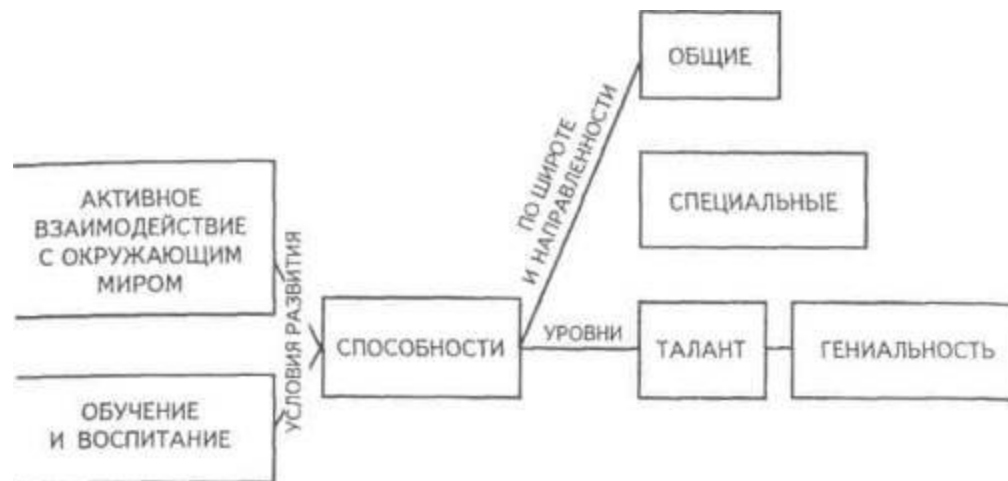 ОБЩИЕ
ПО ШИРОТЕ
И НАПРАВЛЕННОСТИ
СПЕЦИАЛЬНЫЕ
АКТИВНОЕ
ВЗАИМОДЕЙСТВИЕ
С ОКРУЖАЮЩИМ
МИРОМ
УСЛОВИЯ РАЗВИТИЯ
СПОСОБНОСТИ
УРОВНИ
ТАЛАНТ
ГЕНИАЛЬНОСТЬ
ОБУЧЕНИЕ
И ВОСПИТАНИЕ